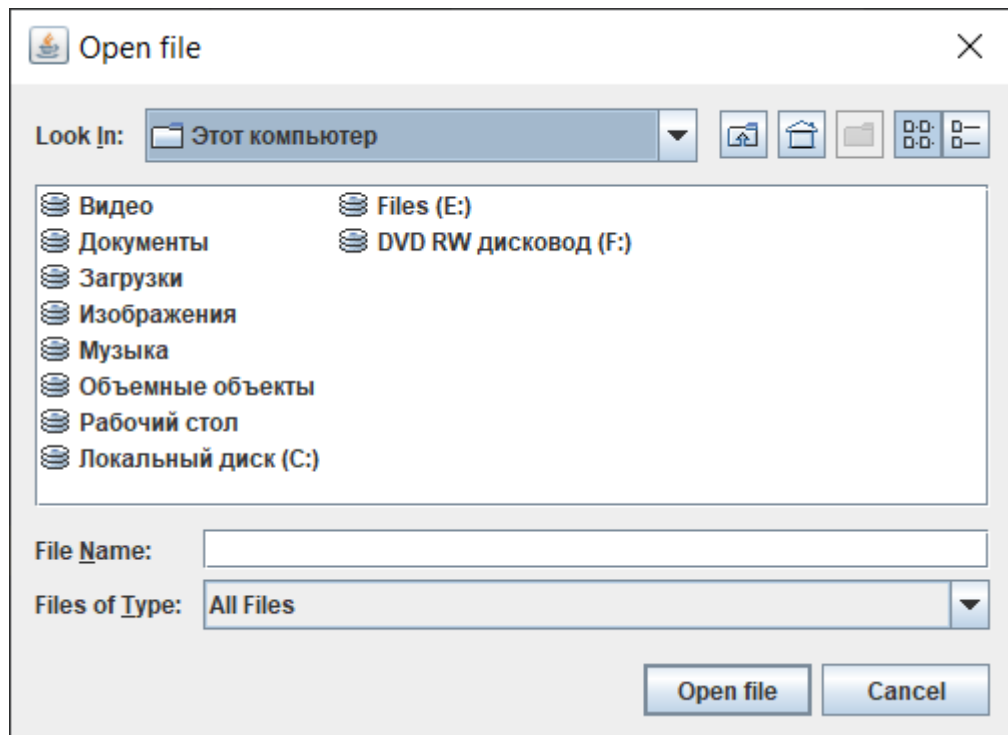 Open file
Look In: Этот компьютер
Видео
Документы
Загрузки
Изображения
Музыка
Объемные объекты
Рабочий стол
Локальный диск (C:)
Files (E:)
DVD RW дисковод (F:)
File Name:
Files of Type: All Files
Open file Cancel